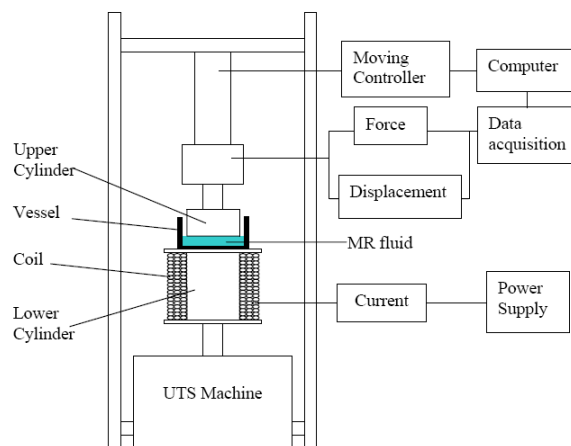 Moving
Controller
Computer
Force
Data
acquisition
Displacement
Upper
Cylinder
Vessel
MR fluid
Coil
Lower
Cylinder
Current
Power
Supply
UTS Machine